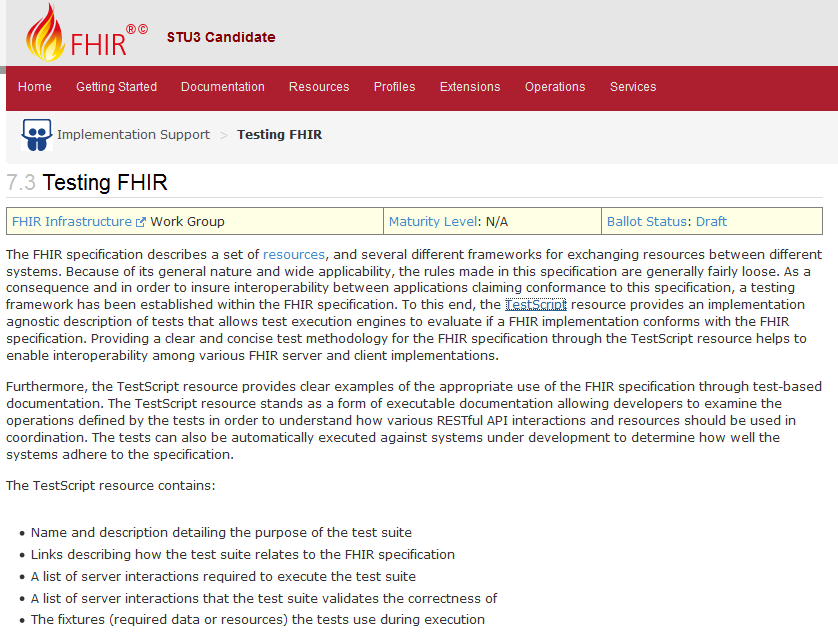 FHIR®© STU3 Candidate
Home Getting Started Documentation Resources Profiles Extensions Operations Services
Implementation Support > Testing FHIR
7.3 Testing FHIR
FHIR Infrastructure Work Group Maturity Level: N/A Ballot Status: Draft
The FHIR specification describes a set of resources, and several different frameworks for exchanging resources between different
systems. Because of its general nature and wide applicability, the rules made in this specification are generally fairly loose. As a
consequence and in order to insure interoperability between applications claiming conformance to this specification, a testing
framework has been established within the FHIR specification. To this end, the TestScript resource provides an implementation
agnostic description of tests that allows test execution engines to evaluate if a FHIR implementation conforms with the FHIR
specification. Providing a clear and concise test methodology for the FHIR specification through the TestScript resource helps to
enable interoperability among various FHIR server and client implementations.
Furthermore, the TestScript resource provides clear examples of the appropriate use of the FHIR specification through test-based
documentation. The TestScript resource stands as a form of executable documentation allowing developers to examine the
operations defined by the tests in order to understand how various RESTful API interactions and resources should be used in
coordination. The tests can also be automatically executed against systems under development to determine how well the
systems adhere to the specification.
The TestScript resource contains:
• Name and description detailing the purpose of the test suite
• Links describing how the test suite relates to the FHIR specification
• A list of server interactions required to execute the test suite
• A list of server interactions that the test suite validates the correctness of
• The fixtures (required data or resources) the tests use during execution